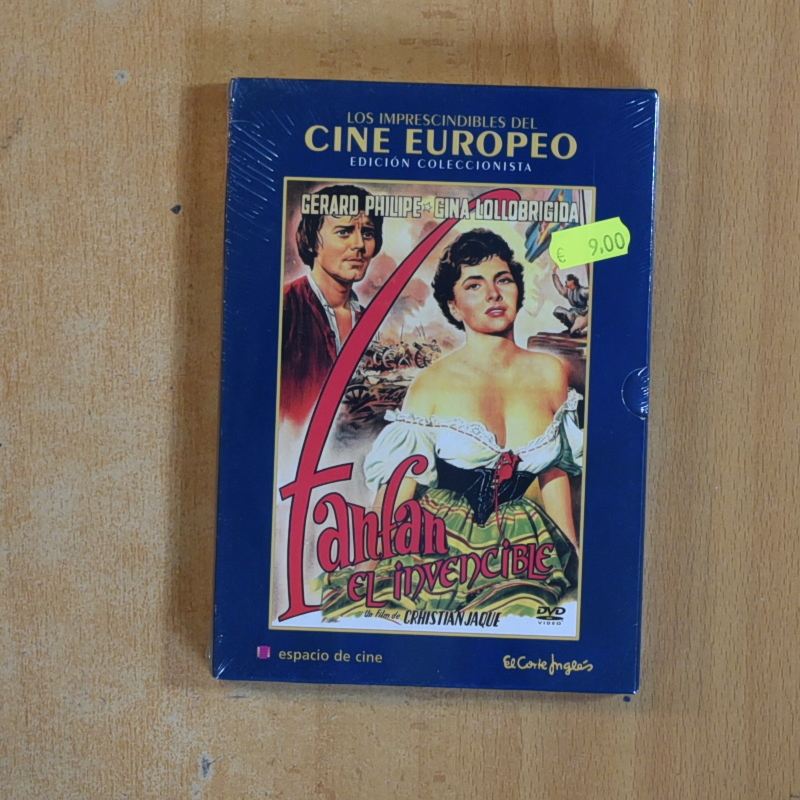 LOS IMPRESCINDIBLES DEL
CINE EUROPEO
EDICIÓN COLECCIONISTA
GERARD PHILIPE ★ GINA LOLLOBRIGIDA
€ 9,00
fanfan
EL INVENCIBLE
Un film de CRHISTIAN JAQUE
DVD
VIDEO
espacio de cine
El Corte Inglés